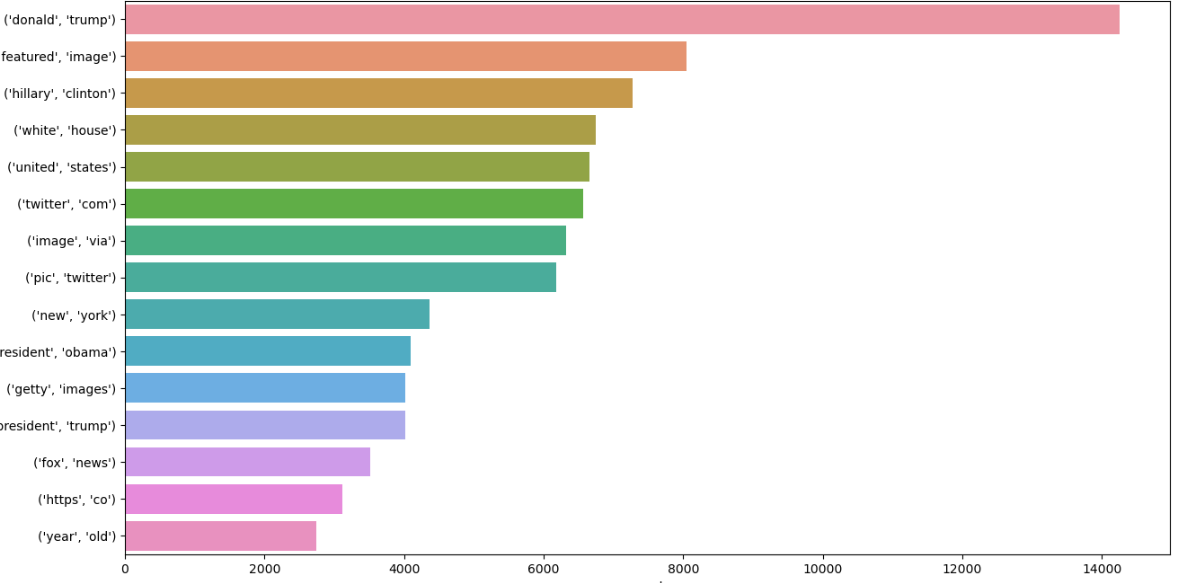 ('donald', 'trump')
featured', 'image')
('hillary', 'clinton')
('white', 'house')
('united', 'states')
('twitter', 'com')
('image', 'via')
('pic', 'twitter')
('new', 'york')
resident', 'obama')
('getty', 'images')
president', 'trump')
('fox', 'news')
('https', 'co')
('year', 'old')
0 2000 4000 6000 8000 10000 12000 14000